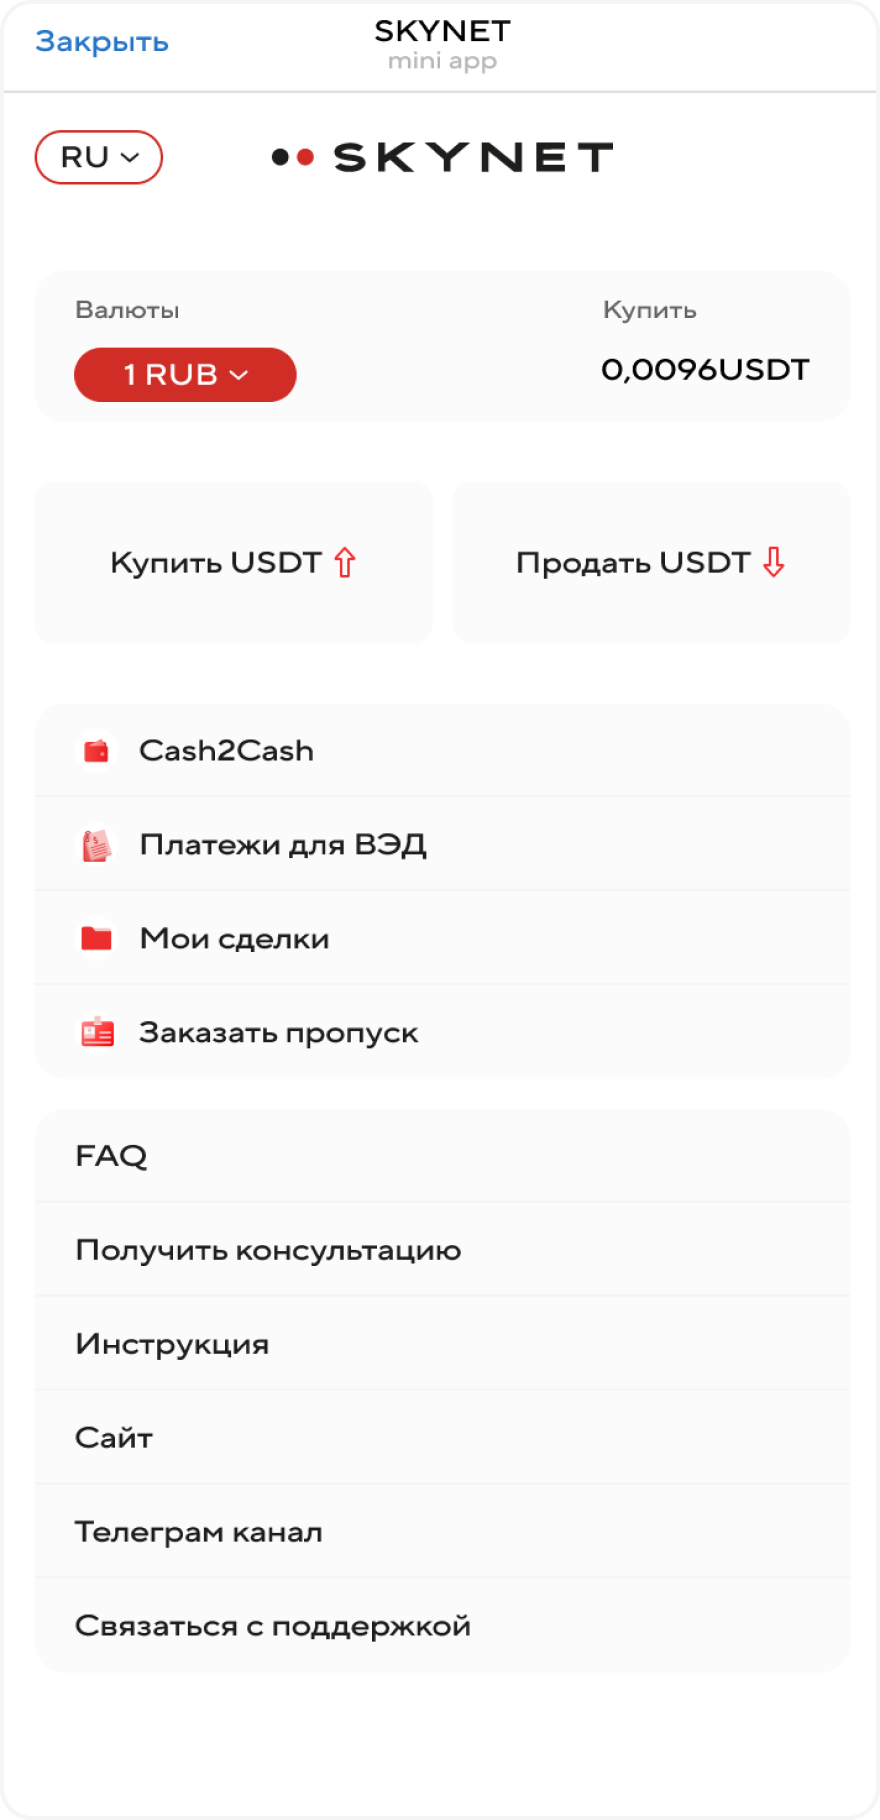 Закрыть
SKYNET
mini app
RU
SKYNET
Валюты
Купить
1 RUB
0,0096USDT
Купить USDT
Продать USDT
Cash2Cash
Платежи для ВЭД
Мои сделки
Заказать пропуск
FAQ
Получить консультацию
Инструкция
Сайт
Телеграм канал
Связаться с поддержкой